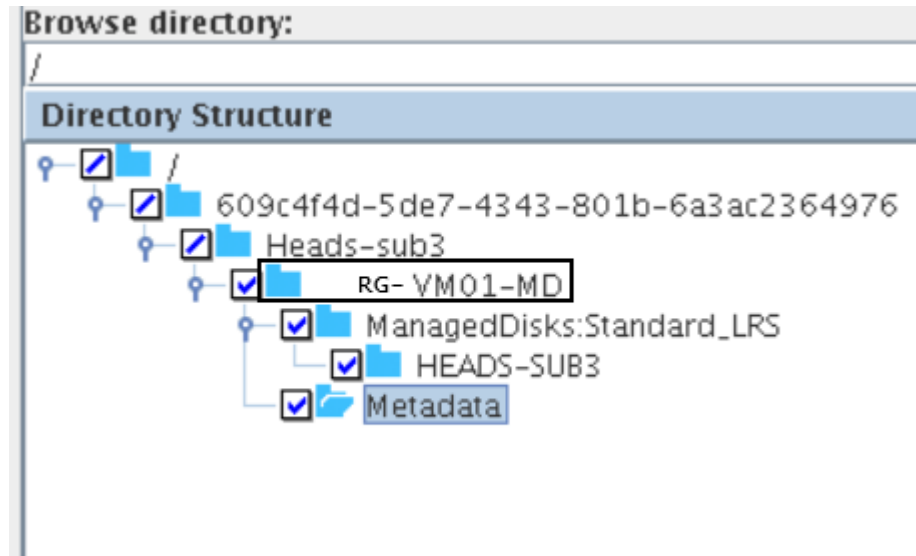 Browse directory:
/
Directory Structure
/
609c4f4d-5de7-4343-801b-6a3ac2364976
Heads-sub3
RG- VM01-MD
ManagedDisks:Standard_LRS
HEADS-SUB3
Metadata